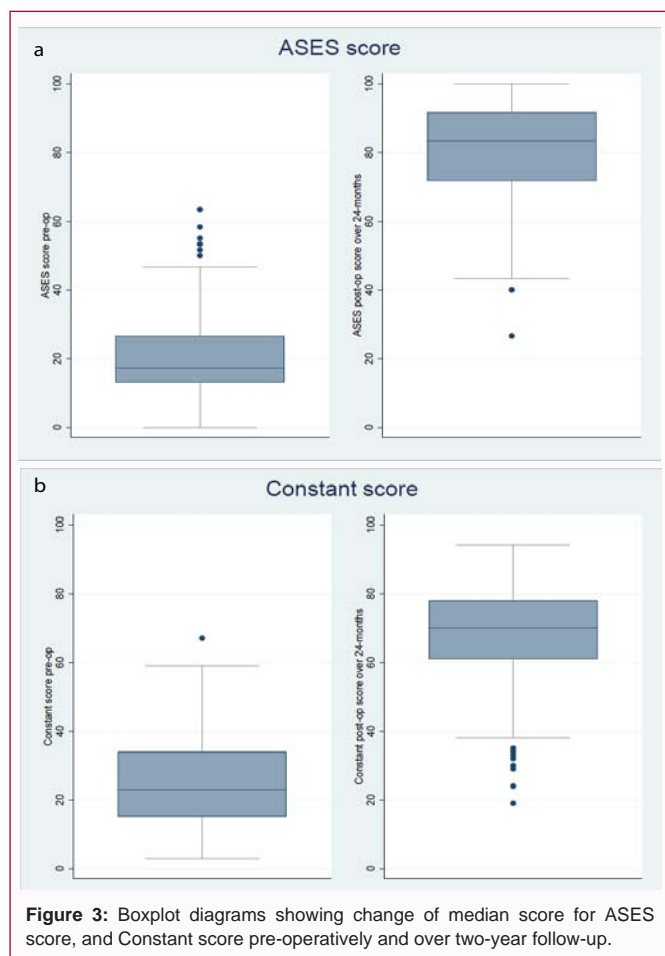 a
ASES score
ASES score pre-op
0 20 40 60 80 100
ASES post-op score over 24-months
0 20 40 60 80 100
b
Constant score
Constant score pre-op
0 20 40 60 80 100
Constant post-op score over 24-months
0 20 40 60 80 100
Figure 3: Boxplot diagrams showing change of median score for ASES
score, and Constant score pre-operatively and over two-year follow-up.